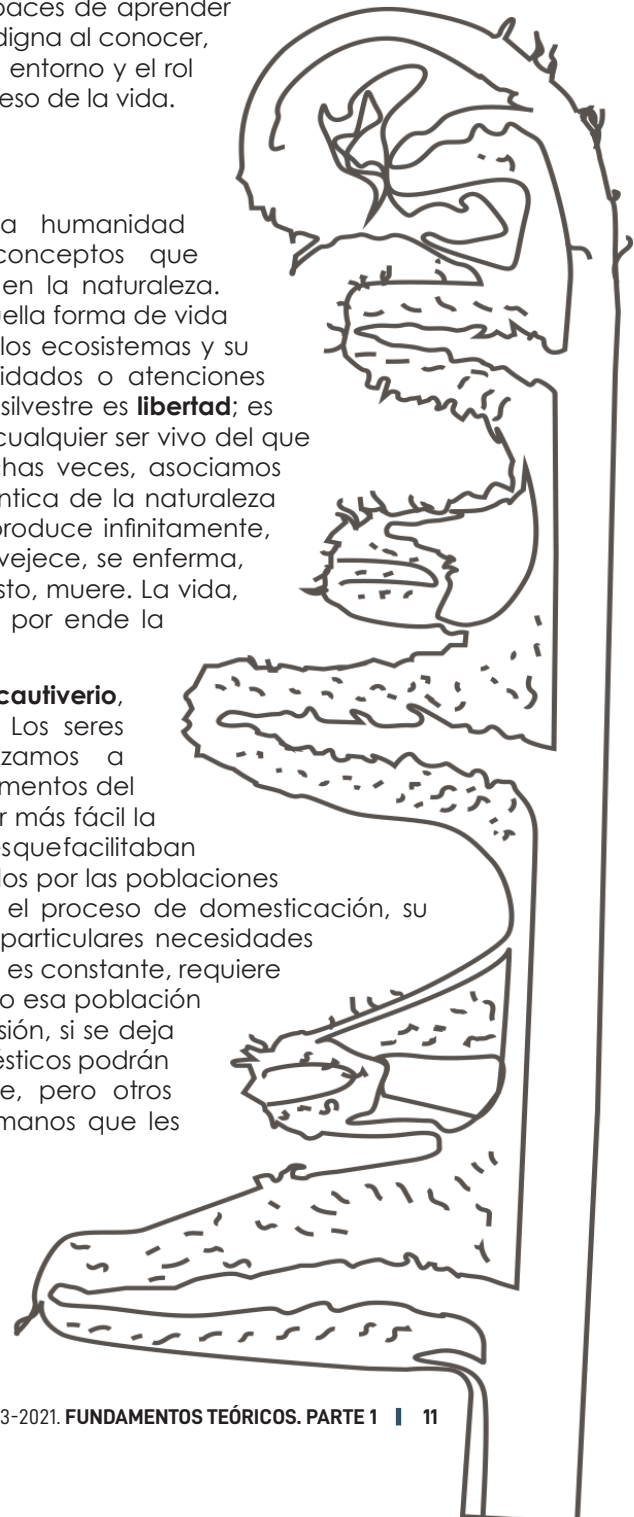 paces de aprender
digna al conocer,
entorno y el rol
eso de la vida.
a humanidad
conceptos que
en la naturaleza.
uella forma de vida
los ecosistemas y su
idados o atenciones
silvestre es libertad; es
cualquier ser vivo del que
chas veces, asociamos
ntica de la naturaleza
produce infinitamente,
vejece, se enferma,
sto, muere. La vida,
por ende la
cautiverio,
Los seres
zamos a
mentos del
r más fácil la
esquefacilitaban
dos por las poblaciones
el proceso de domesticación, su
particulares necesidades
es constante, requiere
o esa población
sión, si se deja
ésticos podrán
e, pero otros
manos que les
3-2021. FUNDAMENTOS TEÓRICOS. PARTE 1 11